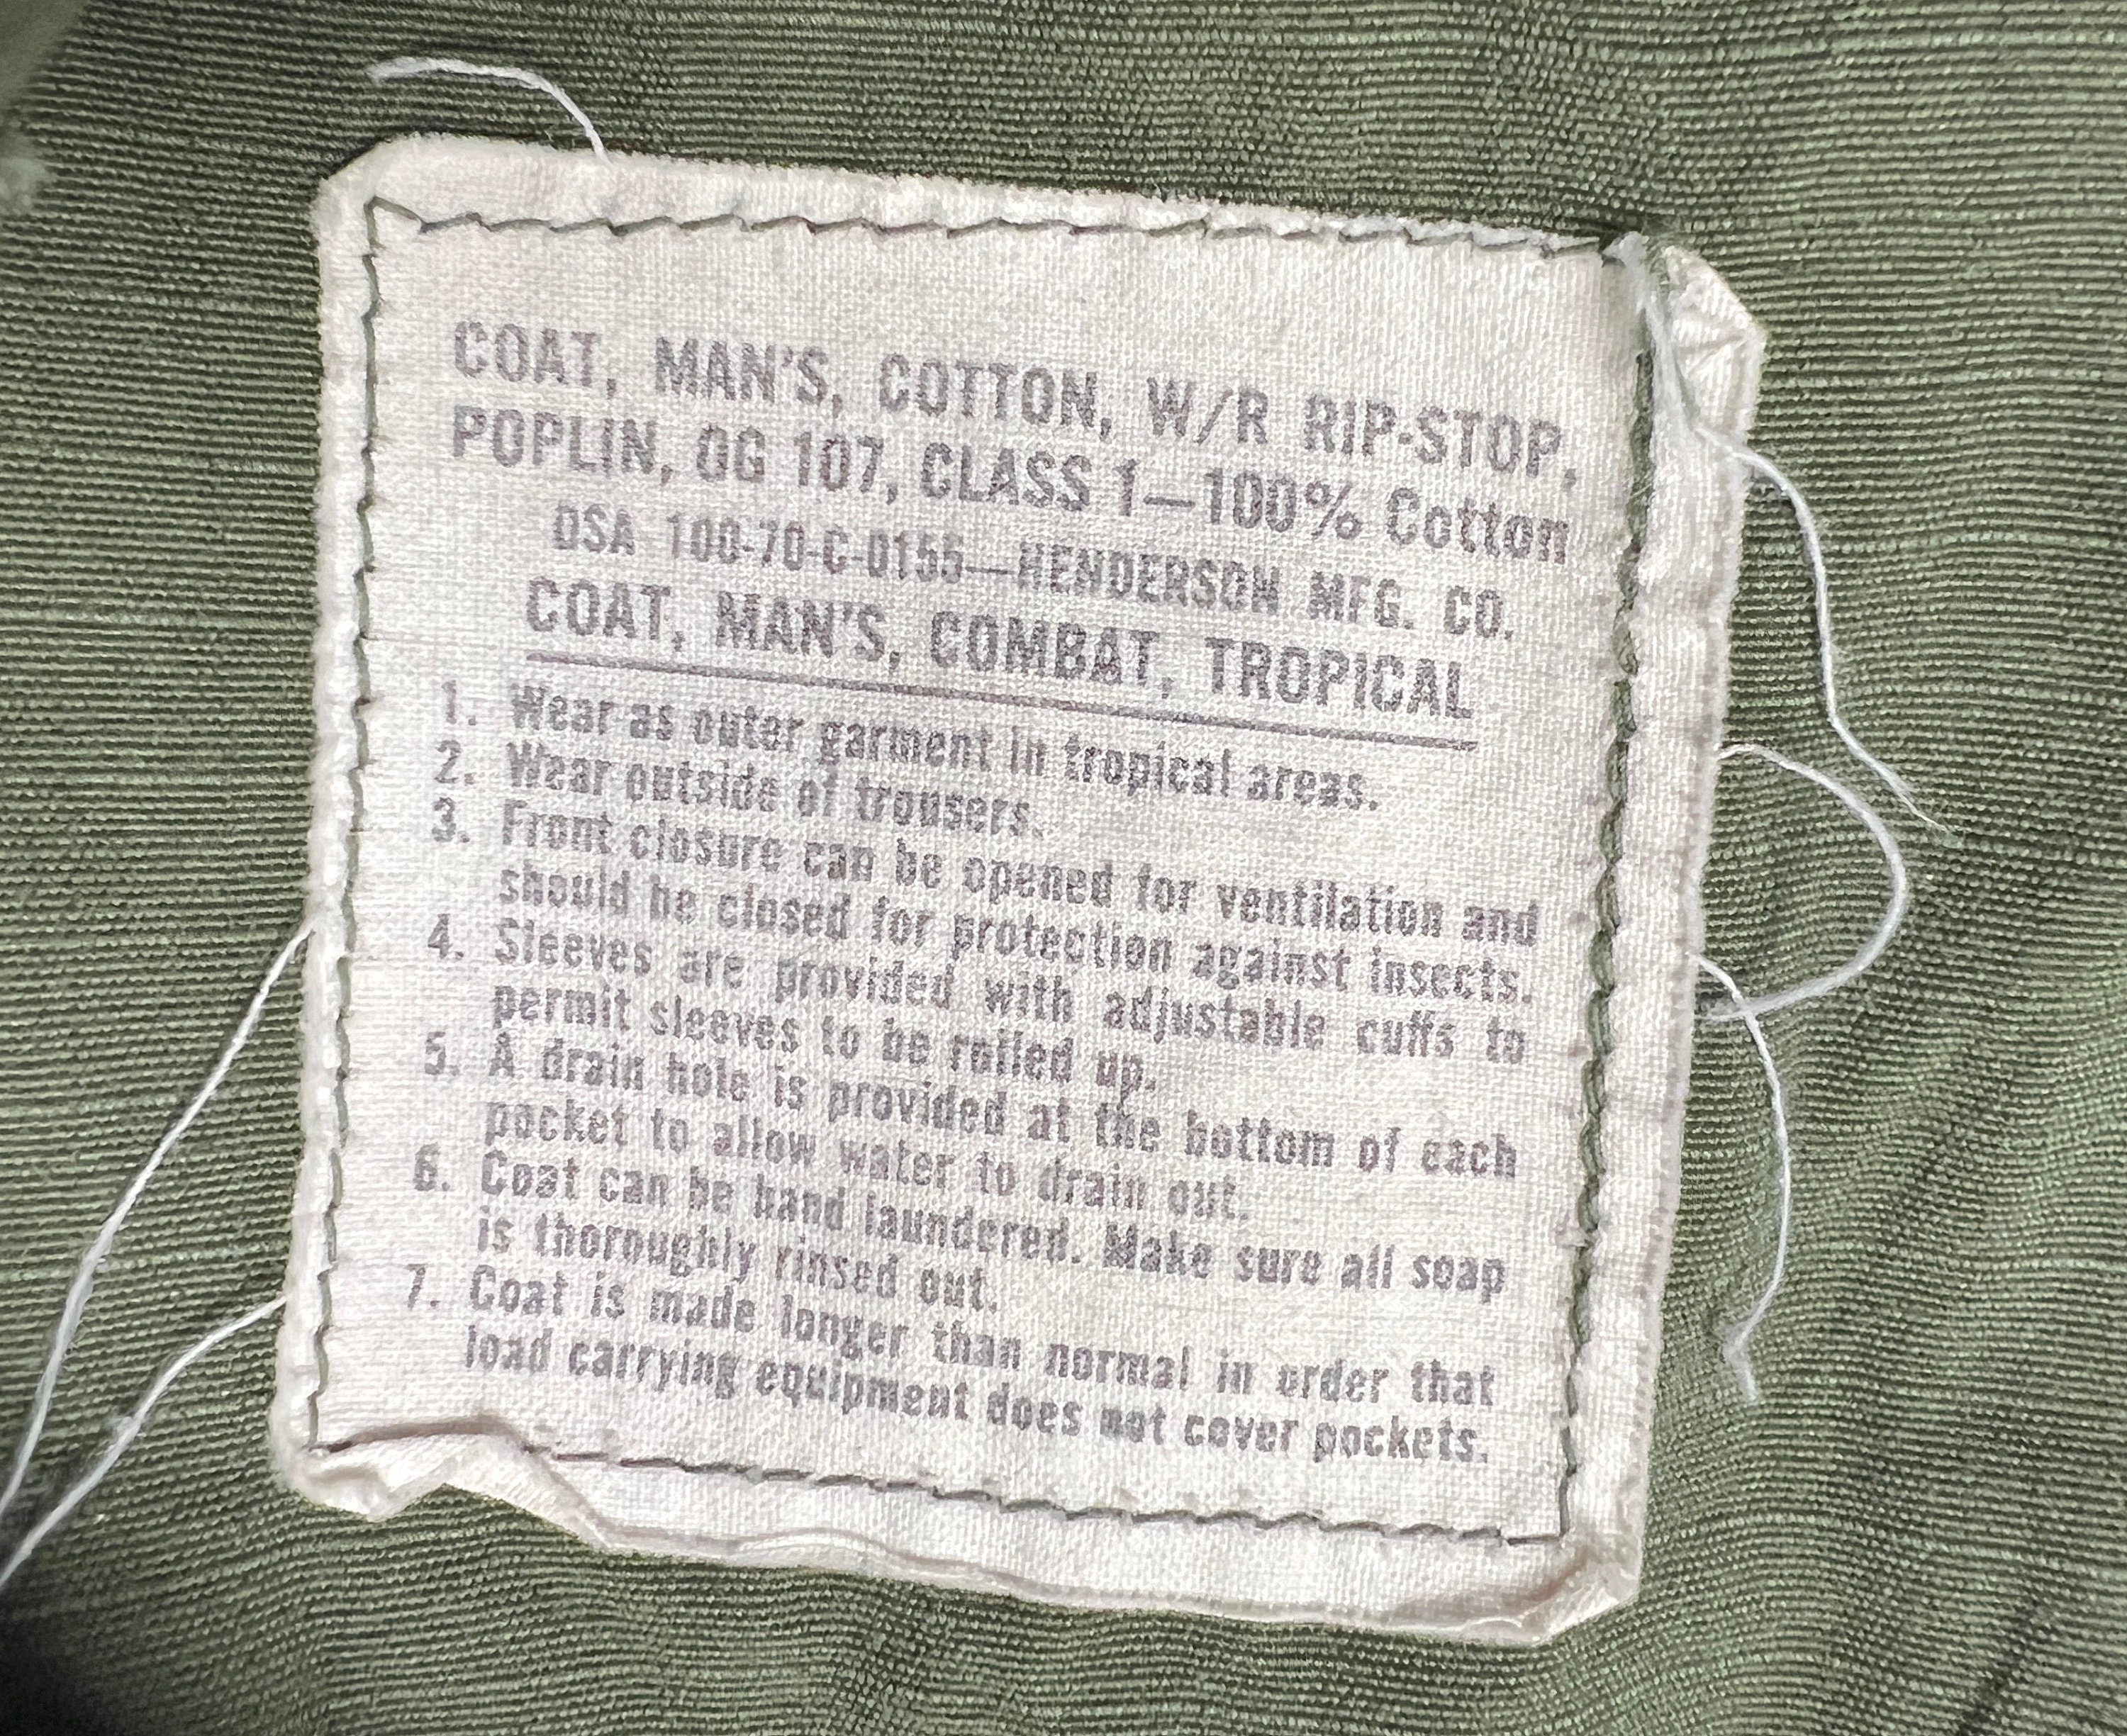 COAT, MAN'S, COTTON, W/R RIP-STOP,
POPLIN, OG 107, CLASS 1—100% Cotton
DSA 100-70-C-0155—HENDERSON MFG. CO.
COAT, MAN'S, COMBAT, TROPICAL
1. Wear as outer garment in tropical areas.
2. Wear outside of trousers.
3. Front closure can be opened for ventilation and
should be closed for protection against insects.
4. Sleeves are provided with adjustable cuffs to
permit sleeves to be rolled up.
5. A drain hole is provided at the bottom of each
pocket to allow water to drain out.
6. Coat can be hand laundered. Make sure all soap
is thoroughly rinsed out.
7. Coat is made longer than normal in order that
load carrying equipment does not cover pockets.